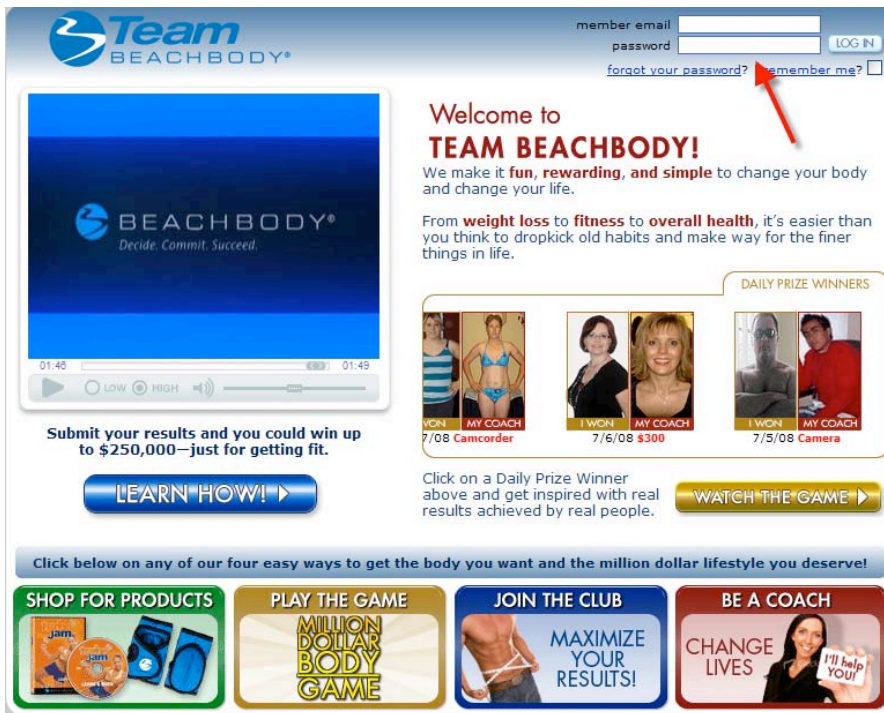 Team
BEACHBODY®
member email
password
LOG IN
forgot your password? remember me?
BEACHBODY®
Decide. Commit. Succeed.
01:46
01:49
LOW
HIGH
Submit your results and you could win up
to $250,000—just for getting fit.
LEARN HOW!
Welcome to
TEAM BEACHBODY!
We make it fun, rewarding, and simple to change your body
and change your life.
From weight loss to fitness to overall health, it's easier than
you think to dropkick old habits and make way for the finer
things in life.
DAILY PRIZE WINNERS
WON MY COACH
7/08 Camcorder
I WON MY COACH
7/6/08 $300
I WON MY COACH
7/5/08 Camera
Click on a Daily Prize Winner
above and get inspired with real
results achieved by real people.
WATCH THE GAME
Click below on any of our four easy ways to get the body you want and the million dollar lifestyle you deserve!
SHOP FOR PRODUCTS
jam
jam
PLAY THE GAME
MILLION
DOLLAR
BODY
GAME
JOIN THE CLUB
MAXIMIZE
YOUR
RESULTS!
BE A COACH
CHANGE
LIVES
I'll help
YOU!